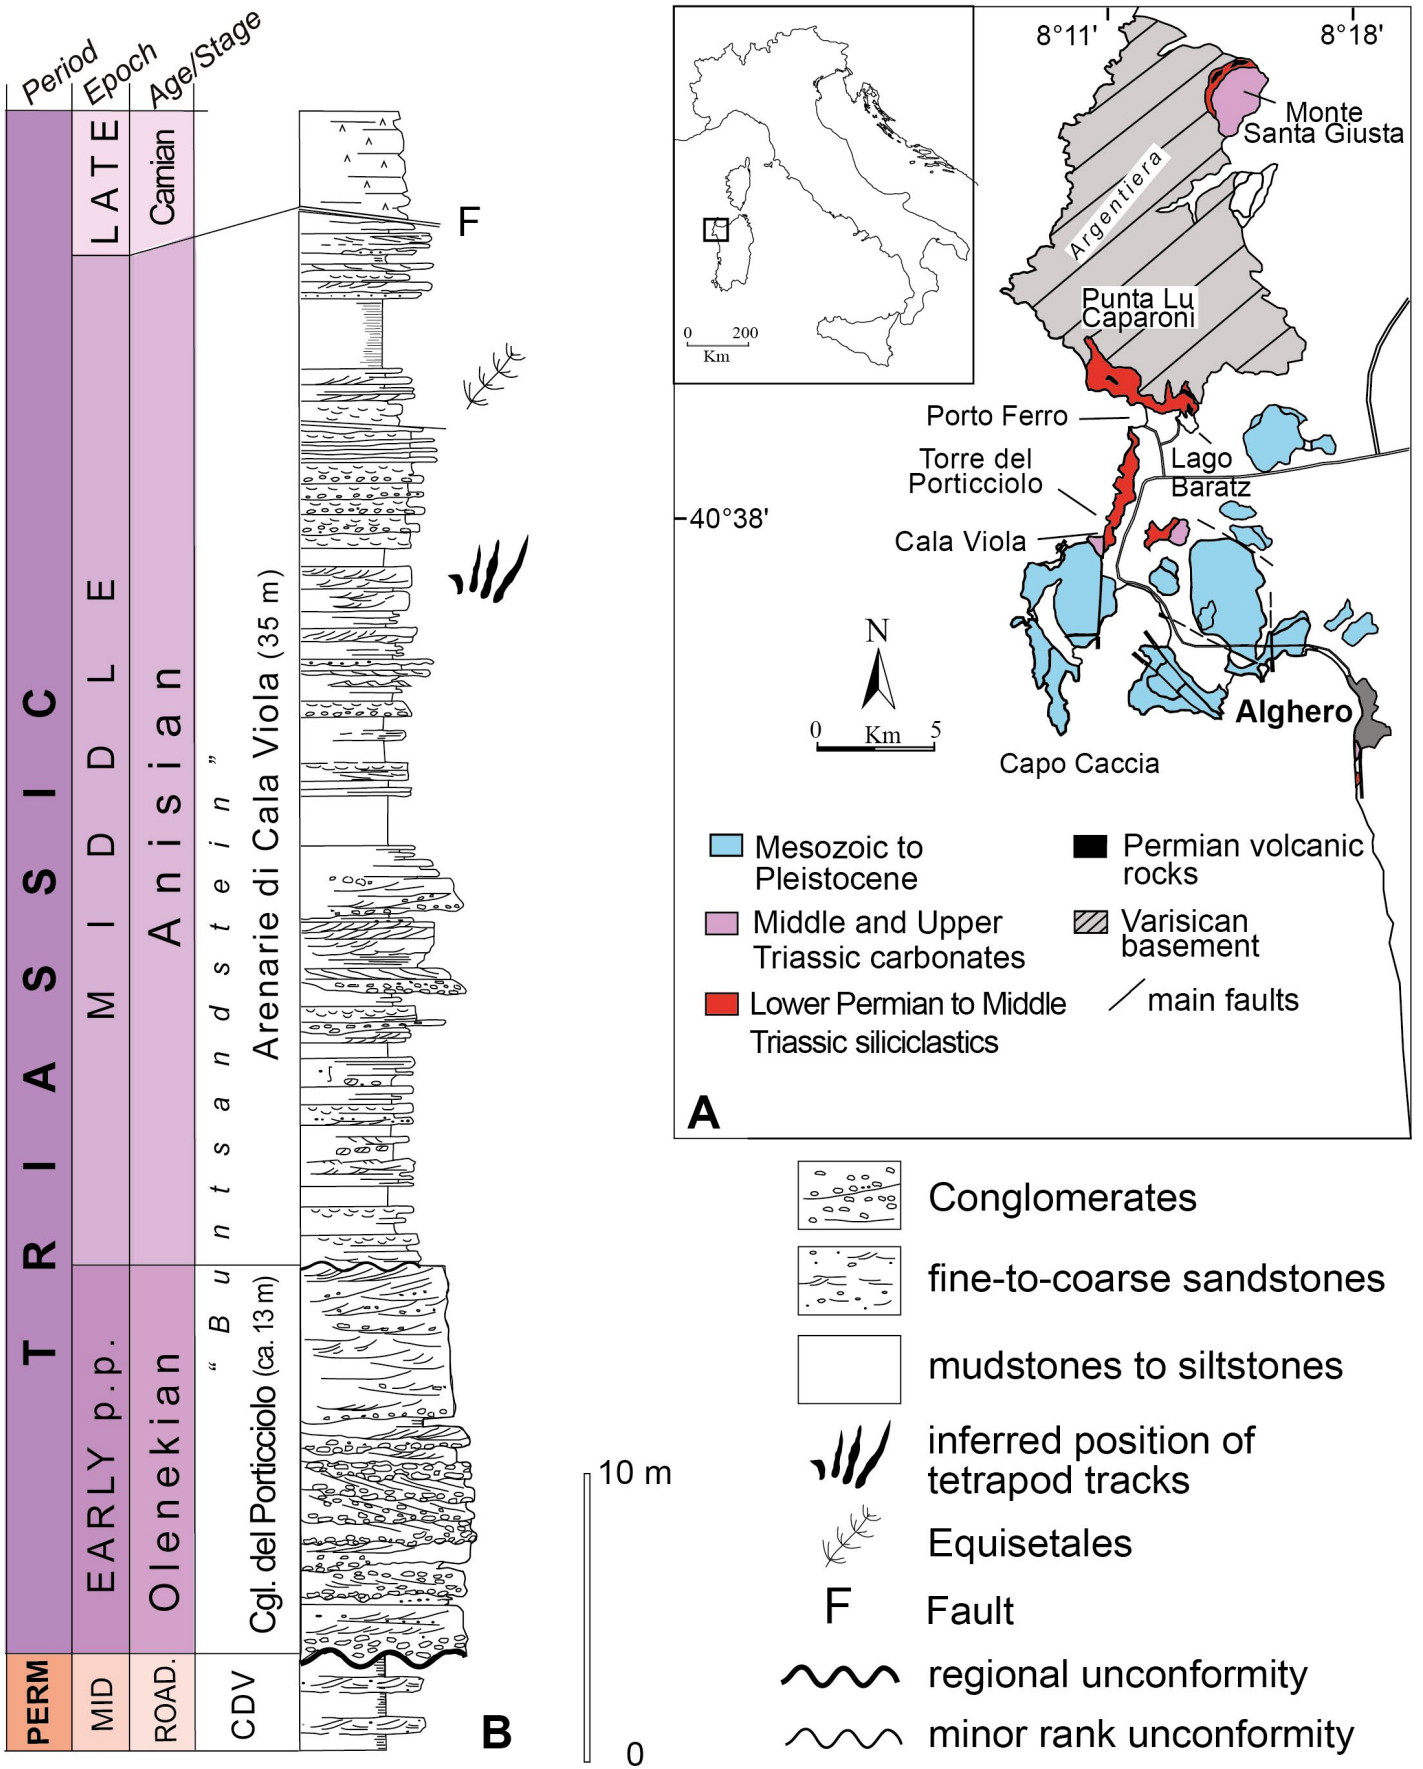 Period
Epoch
Age/Stage
LATE
Carnian
F
TRIASSIC
MIDDLE
Anisian
“Buntsandstein”
Arenarie di Cala Viola (35 m)
EARLY p.p.
Olenekian
Cgl. del Porticciolo (ca. 13 m)
PERM
MID
ROAD.
CDV
B
10 m
0
8°11'
8°18'
Monte
Santa Giusta
Argentiera
Punta Lu
Caparoni
0
200
Km
Porto Ferro
Lago
Baratz
Torre del
Porticciolo
40°38'
Cala Viola
N
0
Km
5
Alghero
Capo Caccia
Mesozoic to
Pleistocene
Middle and Upper
Triassic carbonates
Lower Permian to Middle
Triassic siliciclastics
Permian volcanic
rocks
Varisican
basement
main faults
A
Conglomerates
fine-to-coarse sandstones
mudstones to siltstones
inferred position of
tetrapod tracks
Equisetales
F
Fault
regional unconformity
minor rank unconformity